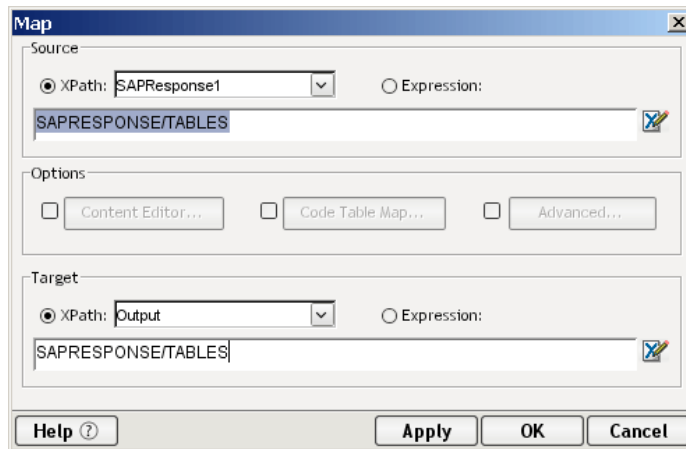 Map
Source
XPath: SAPResponse1 Expression:
SAPRESPONSE/TABLES
Options
Content Editor... Code Table Map... Advanced...
Target
XPath: Output Expression:
SAPRESPONSE/TABLES
Help ? Apply OK Cancel